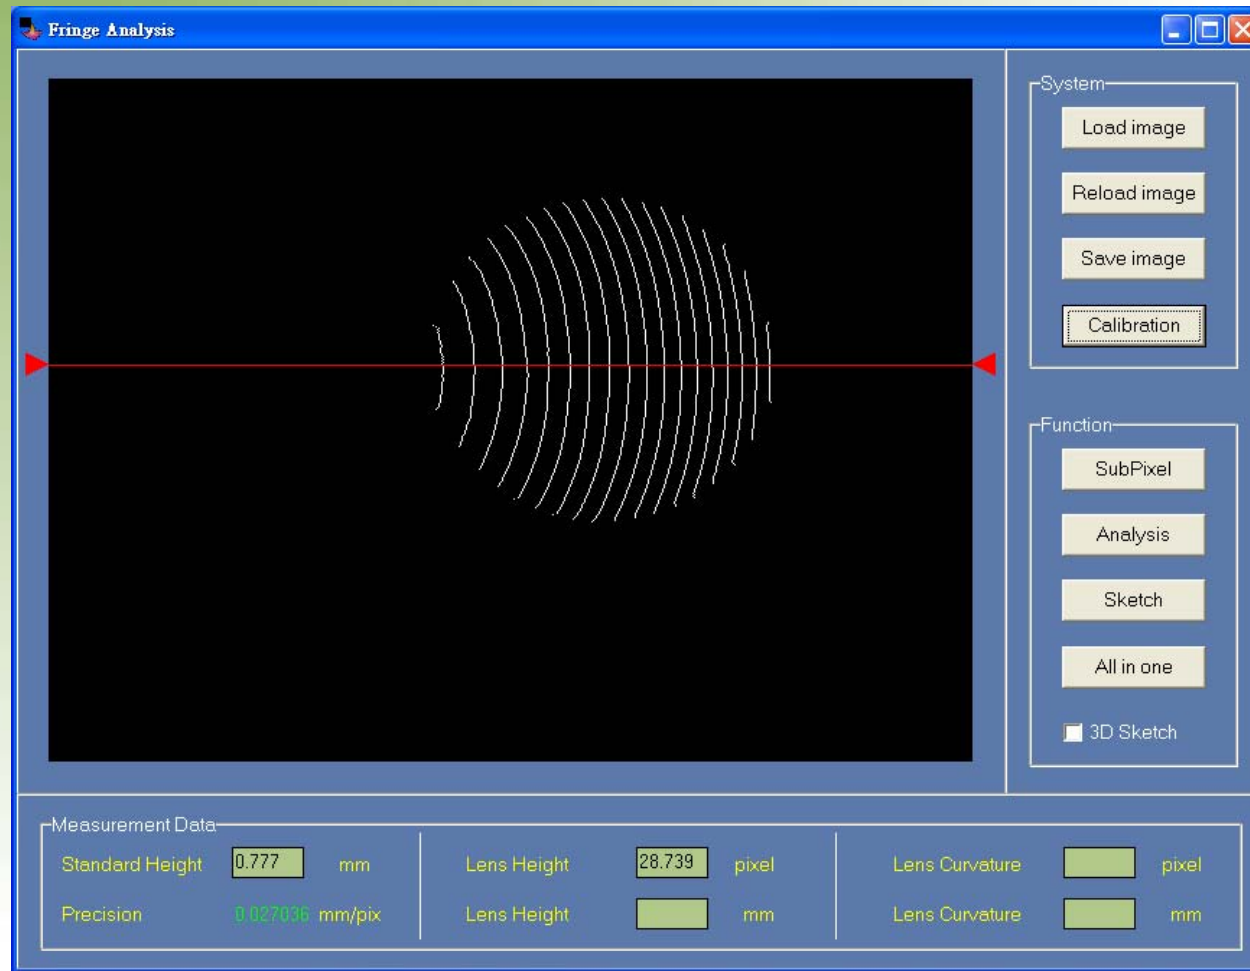 Fringe Analysis
System
Load image
Reload image
Save image
Calibration
Function
SubPixel
Analysis
Sketch
All in one
3D Sketch
Measurement Data
Standard Height 0.777 mm Lens Height 28.739 pixel Lens Curvature pixel
Precision 0.027036 mm/pix Lens Height mm Lens Curvature mm